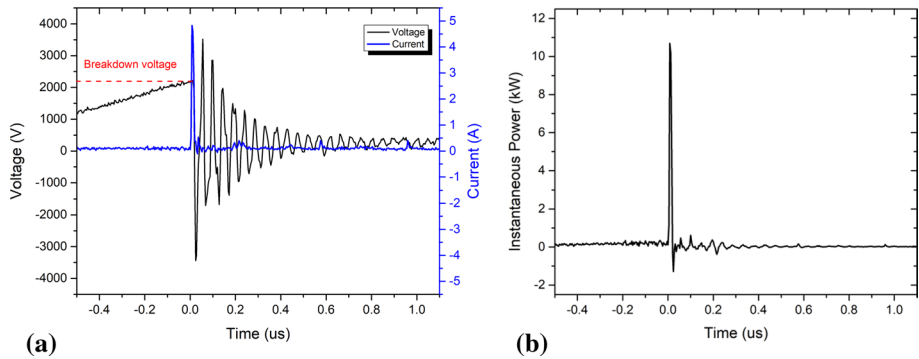 Voltage
Current
Breakdown voltage
4000
3000
2000
1000
0
-1000
-2000
-3000
-4000
Voltage (V)
5
4
3
2
1
0
-1
-2
-3
-4
-5
Current (A)
-0.4 -0.2 0.0 0.2 0.4 0.6 0.8 1.0
Time (us)
(a)
12
10
8
6
4
2
0
-2
Instantaneous Power (kW)
-0.4 -0.2 0.0 0.2 0.4 0.6 0.8 1.0
Time (us)
(b)